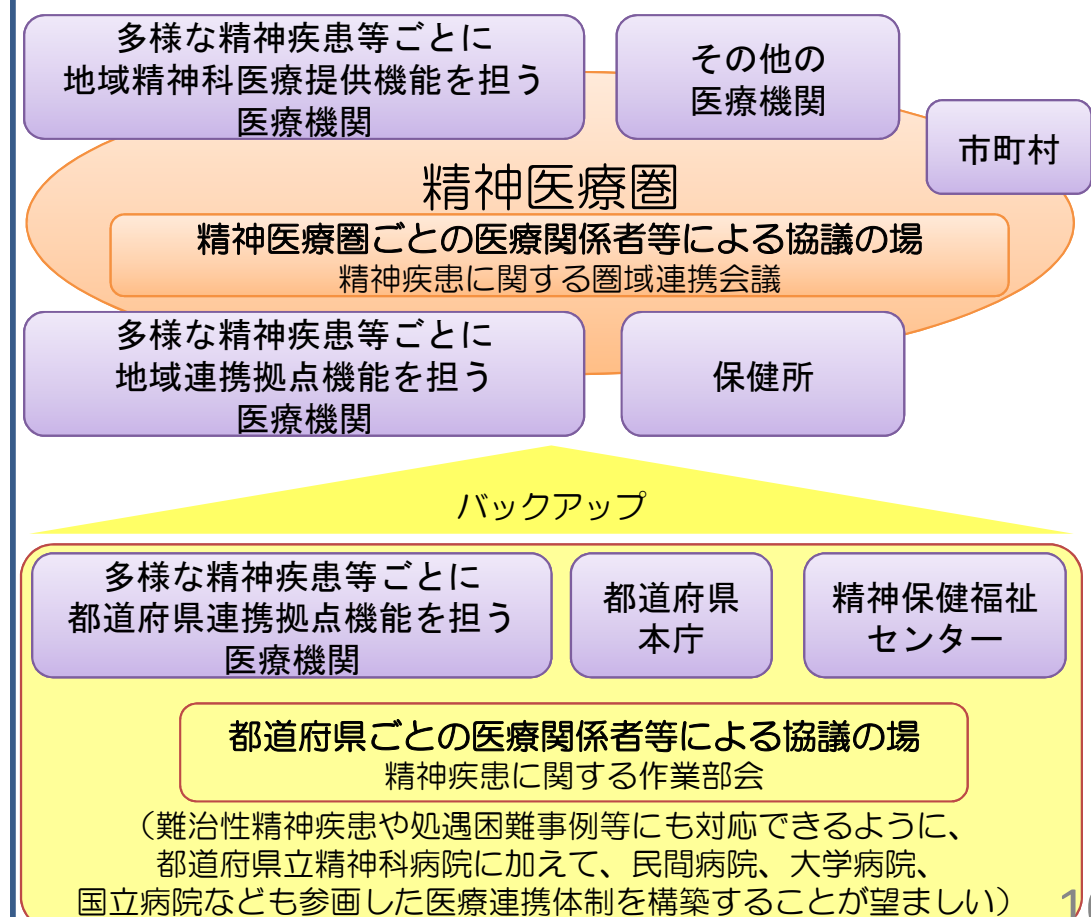 多様な精神疾患等ごとに
地域精神科医療提供機能を担う
医療機関
その他の
医療機関
市町村
精神医療圏
精神医療圏ごとの医療関係者等による協議の場
精神疾患に関する圏域連携会議
多様な精神疾患等ごとに
地域連携拠点機能を担う
医療機関
保健所
バックアップ
多様な精神疾患等ごとに
都道府県連携拠点機能を担う
医療機関
都道府県
本庁
精神保健福祉
センター
都道府県ごとの医療関係者等による協議の場
精神疾患に関する作業部会
（難治性精神疾患や処遇困難事例等にも対応できるように、
都道府県立精神科病院に加えて、民間病院、大学病院、
国立病院なども参画した医療連携体制を構築することが望ましい）